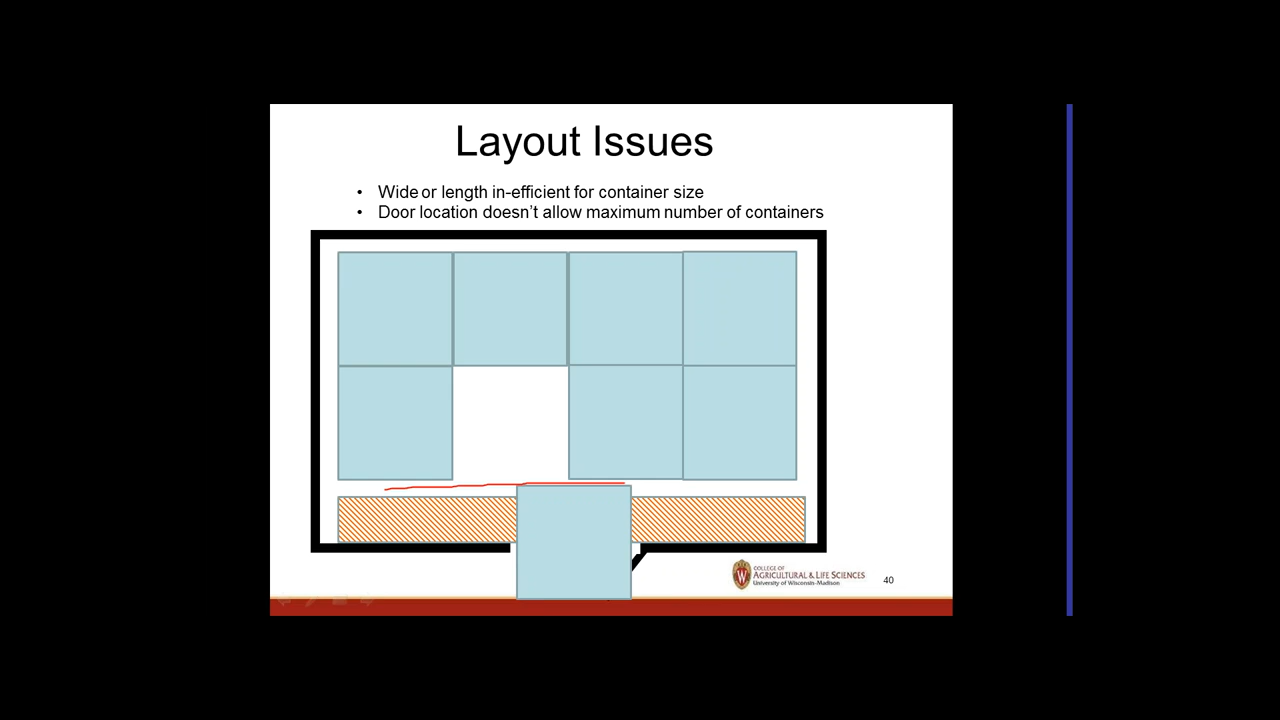 Layout Issues
• Wide or length in-efficient for container size
• Door location doesn't allow maximum number of containers
W
COLLEGE OF
AGRICULTURAL & LIFE SCIENCES
University of Wisconsin-Madison
40